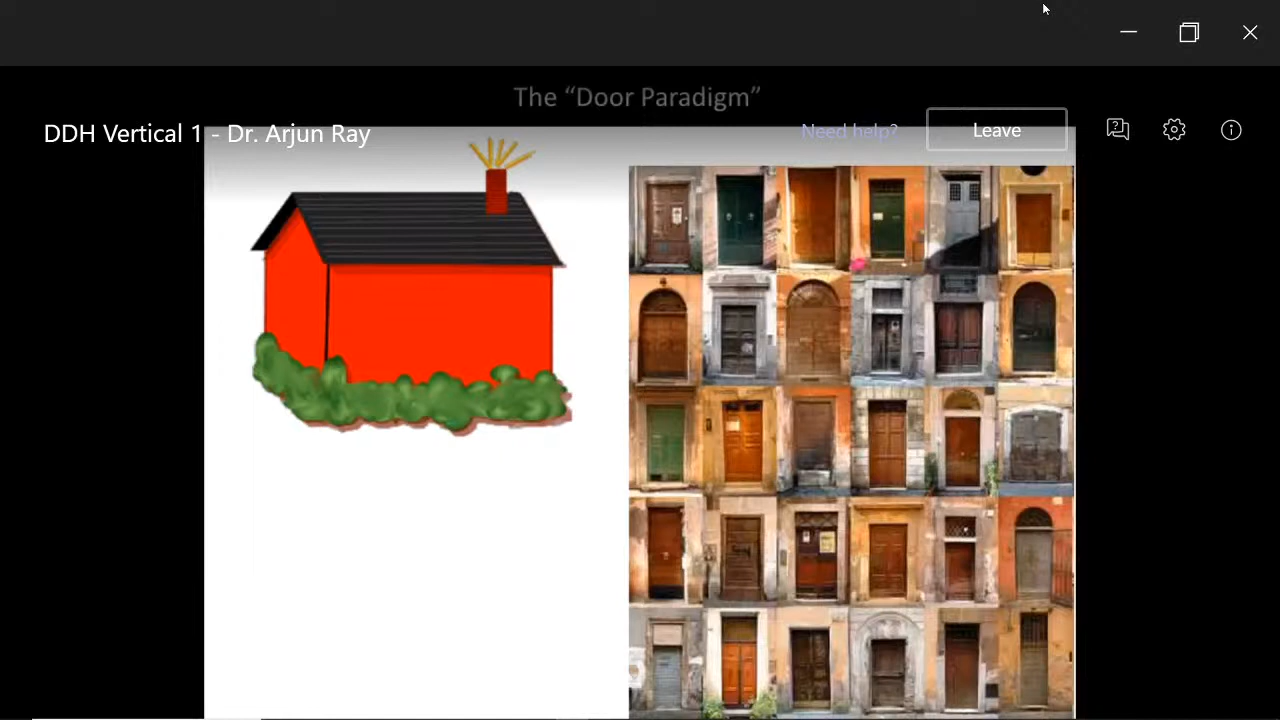 The “Door Paradigm”
DDH Vertical 1 - Dr. Arjun Ray
Need help?
Leave